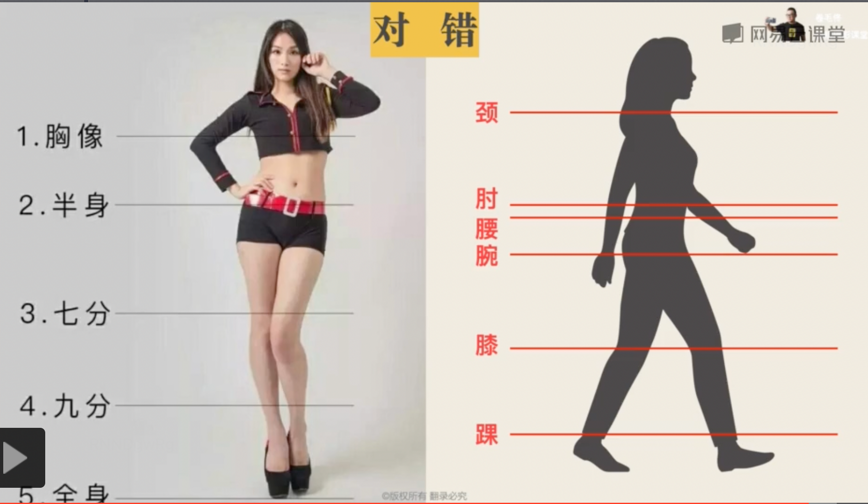 对 错
网易云课堂
1.胸像
2.半身
3.七分
4.九分
5.全身
颈
肘
腰
腕
膝
踝
©版权所有 翻录必究